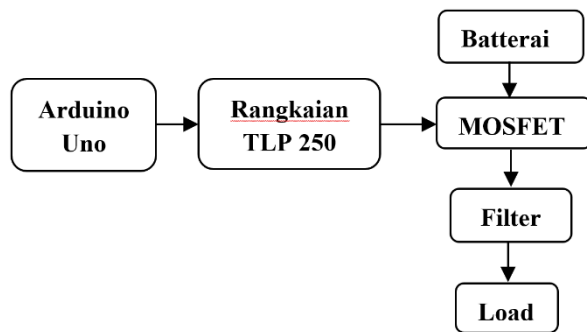 Arduino
Uno
Rangkaian
TLP 250
Batterai
MOSFET
Filter
Load